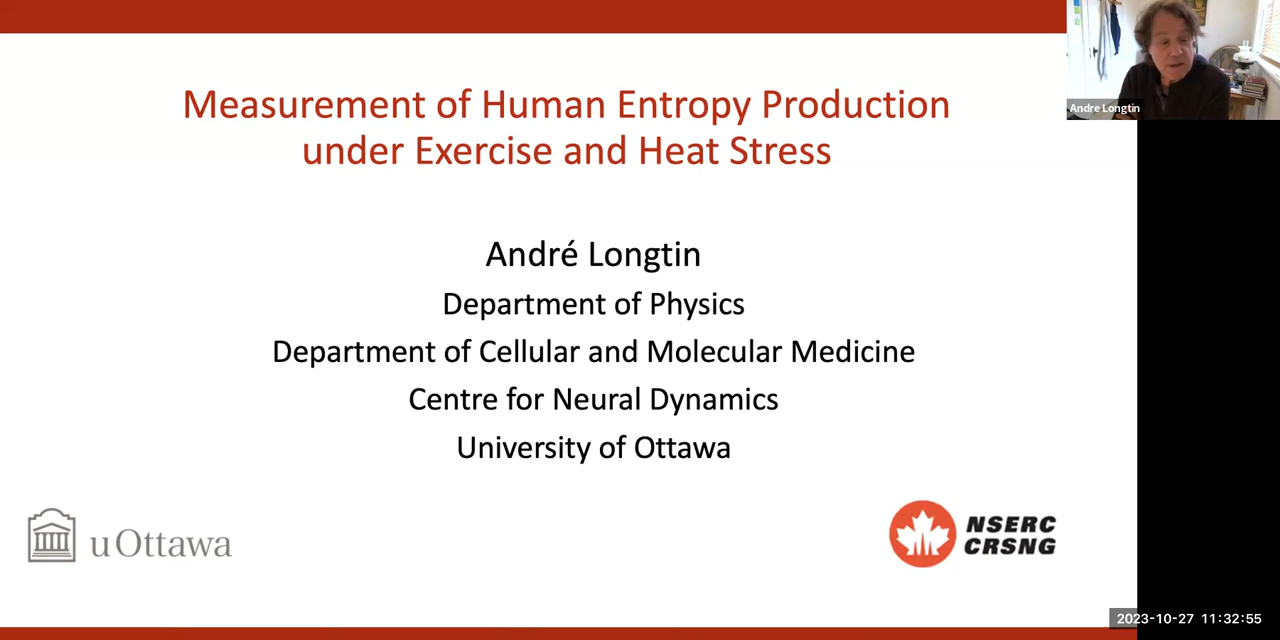 Measurement of Human Entropy Production
under Exercise and Heat Stress
Andre Longtin
André Longtin
Department of Physics
Department of Cellular and Molecular Medicine
Centre for Neural Dynamics
University of Ottawa
uOttawa
NSERC
CRSNG
2023-10-27 11:32:55